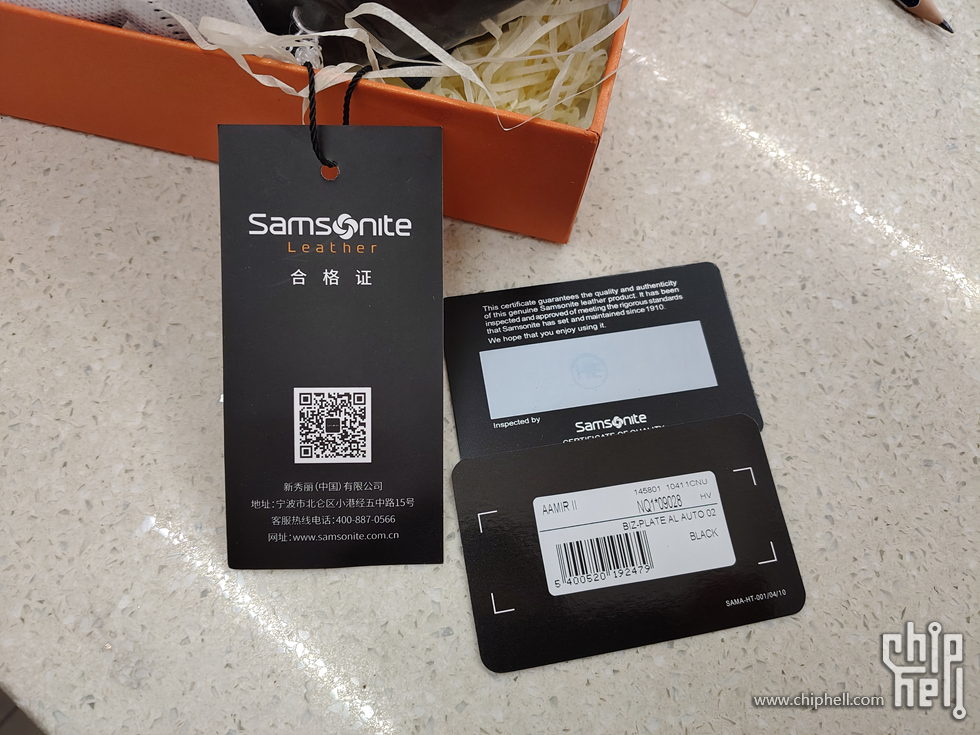 Samsonite
Leather
合格证
新秀丽(中国)有限公司
地址:宁波市北仑区小港经五中路15号
客服热线电话:400-887-0566
网址:www.samsonite.com.cn
This certificate guarantees the quality and authenticity
of this genuine Samsonite leather product. It has been
inspected and approved of meeting the rigorous standards
that Samsonite has set and maintained since 1910.
We hope that you enjoy using it.
Inspected by
Samsonite
CERTIFICATE OF QUALITY
145801 10411CNU
AAMIR II
NQ1*09028
HV
BIZ-PLATE AL AUTO 02
BLACK
5 400520 192479
SAMA-HT-001/04/10
www.chiphell.com
chip
hell